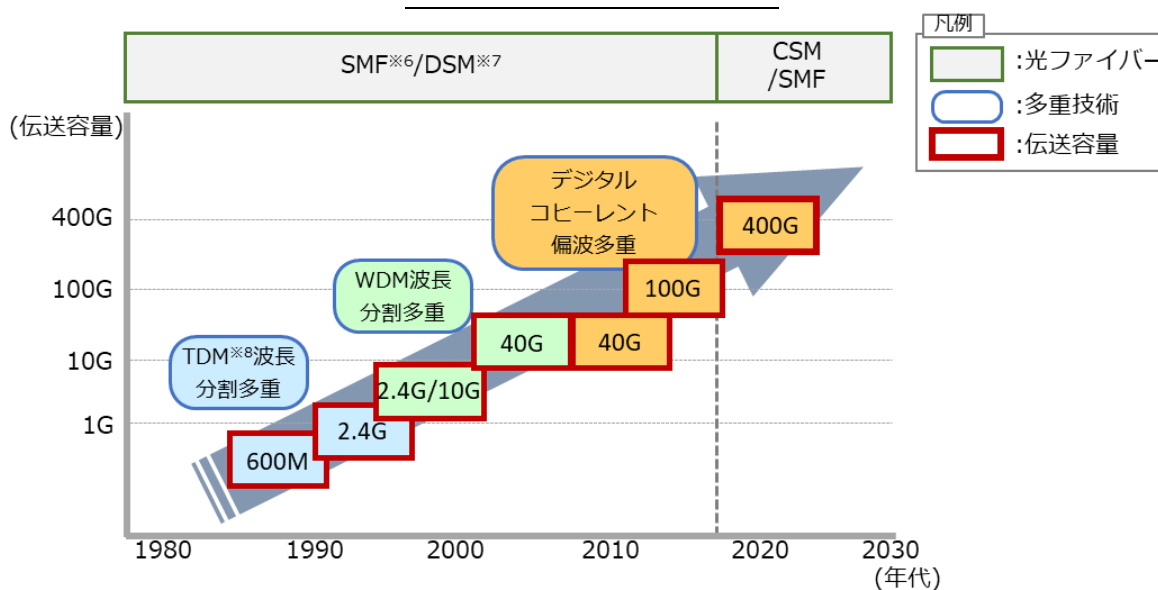 凡例
:光ファイバー
:多重技術
:伝送容量
SMF※6/DSM※7
CSM
/SMF
(伝送容量)
400G
100G
10G
1G
デジタル
コヒーレント
偏波多重
WDM波長
分割多重
TDM※8波長
分割多重
400G
100G
40G
40G
2.4G/10G
2.4G
600M
1980
1990
2000
2010
2020
2030
(年代)